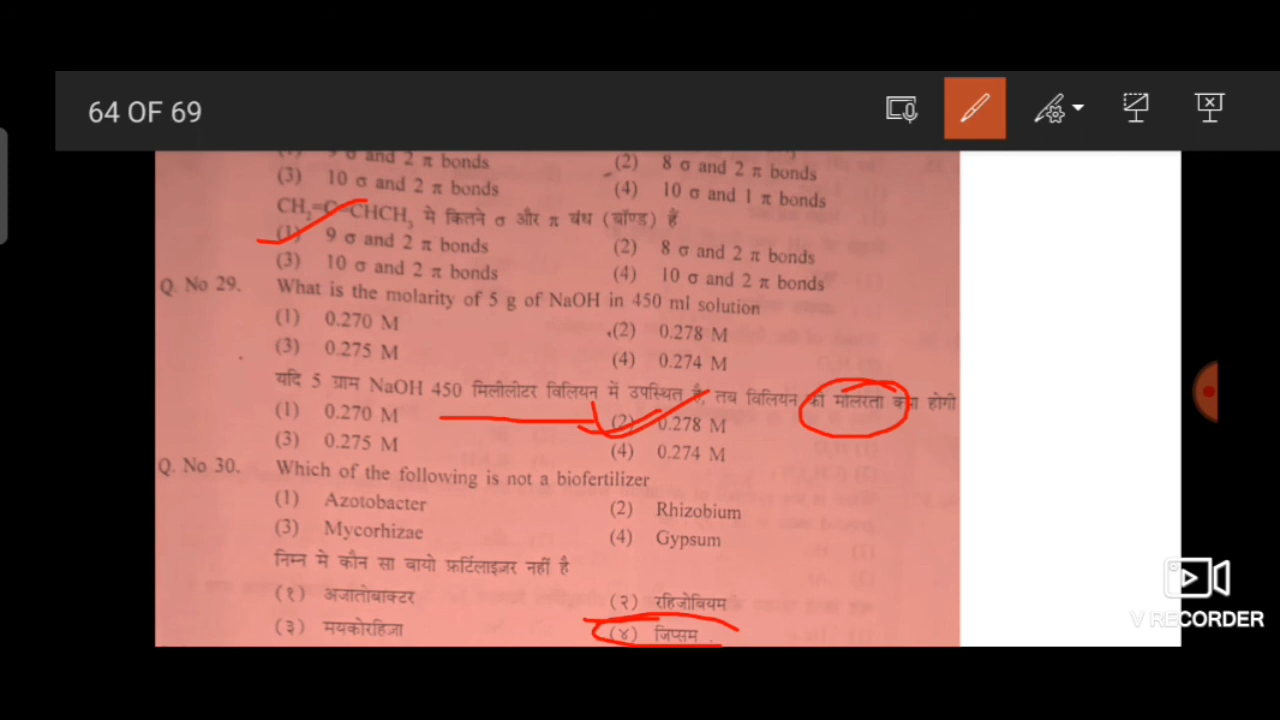 64 OF 69
9 σ and 2 π bonds (2) 8 σ and 2 π bonds
(3) 10 σ and 2 π bonds (4) 10 σ and 1 π bonds
CH₂=C=CHCH₃ मे कितने σ और π बंध (बॉण्ड) हैं
(1) 9 σ and 2 π bonds (2) 8 σ and 2 π bonds
(3) 10 σ and 2 π bonds (4) 10 σ and 2 π bonds
Q. No 29. What is the molarity of 5 g of NaOH in 450 ml solution
(1) 0.270 M (2) 0.278 M
(3) 0.275 M (4) 0.274 M
यदि 5 ग्राम NaOH 450 मिलीलीटर विलियन में उपस्थित है, तब विलियन की मोलरता क्या होगी
(1) 0.270 M (2) 0.278 M
(3) 0.275 M (4) 0.274 M
Q. No 30. Which of the following is not a biofertilizer
(1) Azotobacter (2) Rhizobium
(3) Mycorhizae (4) Gypsum
निम्न मे कौन सा बायो फ़र्टिलाइज़र नहीं है
(१) अजोतोबाक्टर (२) रहिजोबियम
(३) मयकोरहिज़ा (४) जिप्सम
V RECORDER